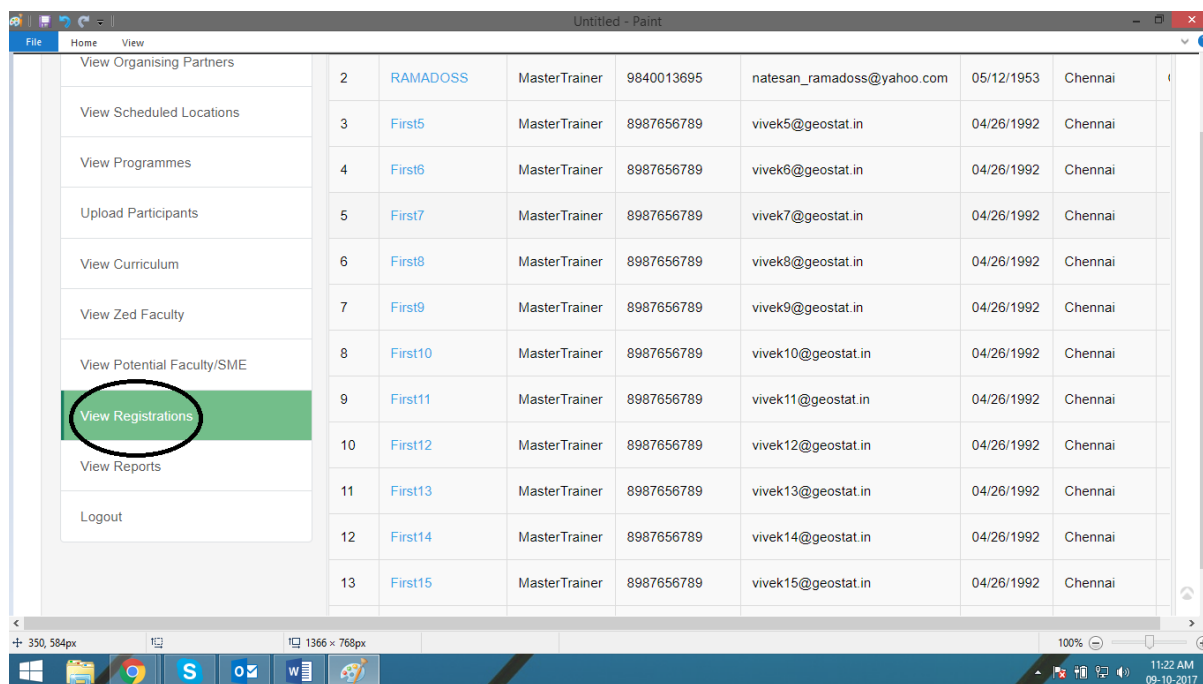 Untitled - Paint
File Home View
View Organising Partners
View Scheduled Locations
View Programmes
Upload Participants
View Curriculum
View Zed Faculty
View Potential Faculty/SME
View Registrations
View Reports
Logout
2 RAMADOSS MasterTrainer 9840013695 natesan_ramadoss@yahoo.com 05/12/1953 Chennai
3 First5 MasterTrainer 8987656789 vivek5@geostat.in 04/26/1992 Chennai
4 First6 MasterTrainer 8987656789 vivek6@geostat.in 04/26/1992 Chennai
5 First7 MasterTrainer 8987656789 vivek7@geostat.in 04/26/1992 Chennai
6 First8 MasterTrainer 8987656789 vivek8@geostat.in 04/26/1992 Chennai
7 First9 MasterTrainer 8987656789 vivek9@geostat.in 04/26/1992 Chennai
8 First10 MasterTrainer 8987656789 vivek10@geostat.in 04/26/1992 Chennai
9 First11 MasterTrainer 8987656789 vivek11@geostat.in 04/26/1992 Chennai
10 First12 MasterTrainer 8987656789 vivek12@geostat.in 04/26/1992 Chennai
11 First13 MasterTrainer 8987656789 vivek13@geostat.in 04/26/1992 Chennai
12 First14 MasterTrainer 8987656789 vivek14@geostat.in 04/26/1992 Chennai
13 First15 MasterTrainer 8987656789 vivek15@geostat.in 04/26/1992 Chennai
350, 584px 1366 × 768px 100%
11:22 AM
09-10-2017